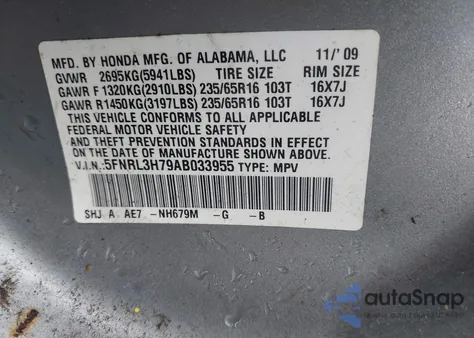 MFD. BY HONDA MFG. OF ALABAMA, LLC 11/'09
GVWR 2695KG(5941LBS) TIRE SIZE RIM SIZE
GAWR F 1320KG(2910LBS) 235/65R16 103T 16X7J
GAWR R1450KG(3197LBS) 235/65R16 103T 16X7J
THIS VEHICLE CONFORMS TO ALL APPLICABLE
FEDERAL MOTOR VEHICLE SAFETY
AND THEFT PREVENTION STANDARDS IN EFFECT
ON THE DATE OF MANUFACTURE SHOWN ABOVE.
V.I.N.:5FNRL3H79AB033955 TYPE: MPV
SHJ A AE7 -NH679M -G -B
autoSnap